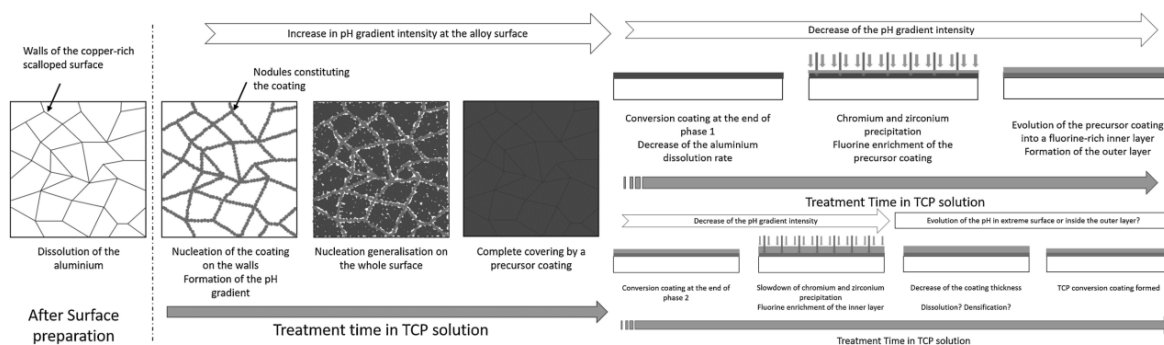 Increase in pH gradient intensity at the alloy surface
Walls of the copper-rich
scalloped surface
Nodules constituting
the coating
Dissolution of the
aluminium
Nucleation of the coating
on the walls
Formation of the pH
gradient
Nucleation generalisation on
the whole surface
Complete covering by a
precursor coating
After Surface
preparation
Treatment time in TCP solution
Decrease of the pH gradient intensity
Conversion coating at the end of
phase 1
Decrease of the aluminium
dissolution rate
Chromium and zirconium
precipitation
Fluorine enrichment of the
precursor coating
Evolution of the precursor coating
into a fluorine-rich inner layer
Formation of the outer layer
Treatment Time in TCP solution
Decrease of the pH gradient intensity
Evolution of the pH in extreme surface or inside the outer layer?
Conversion coating at the end of
phase 2
Slowdown of chromium and zirconium
precipitation
Fluorine enrichment of the inner layer
Decrease of the coating thickness
Dissolution? Densification?
TCP conversion coating formed
Treatment Time in TCP solution